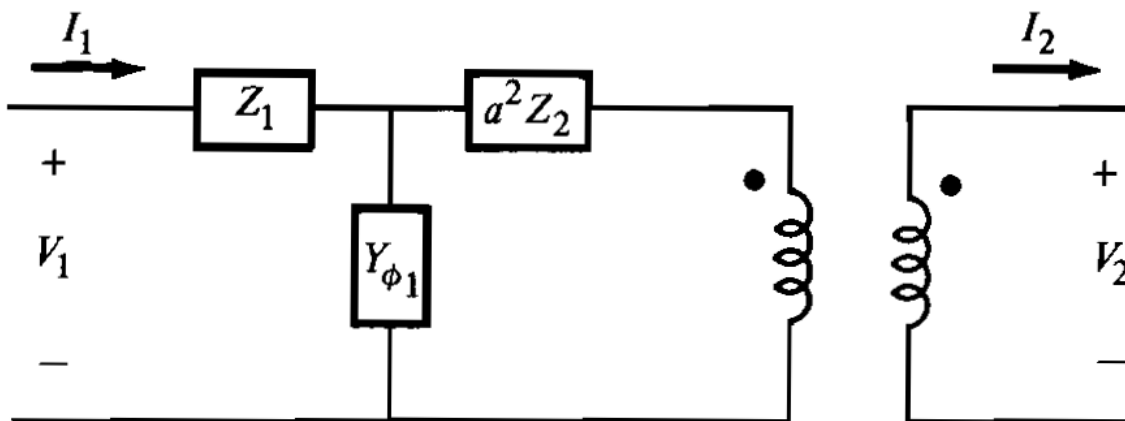 I₁ I₂
Z₁ a²Z₂
+ +
V₁ Yϕ₁ V₂
− −